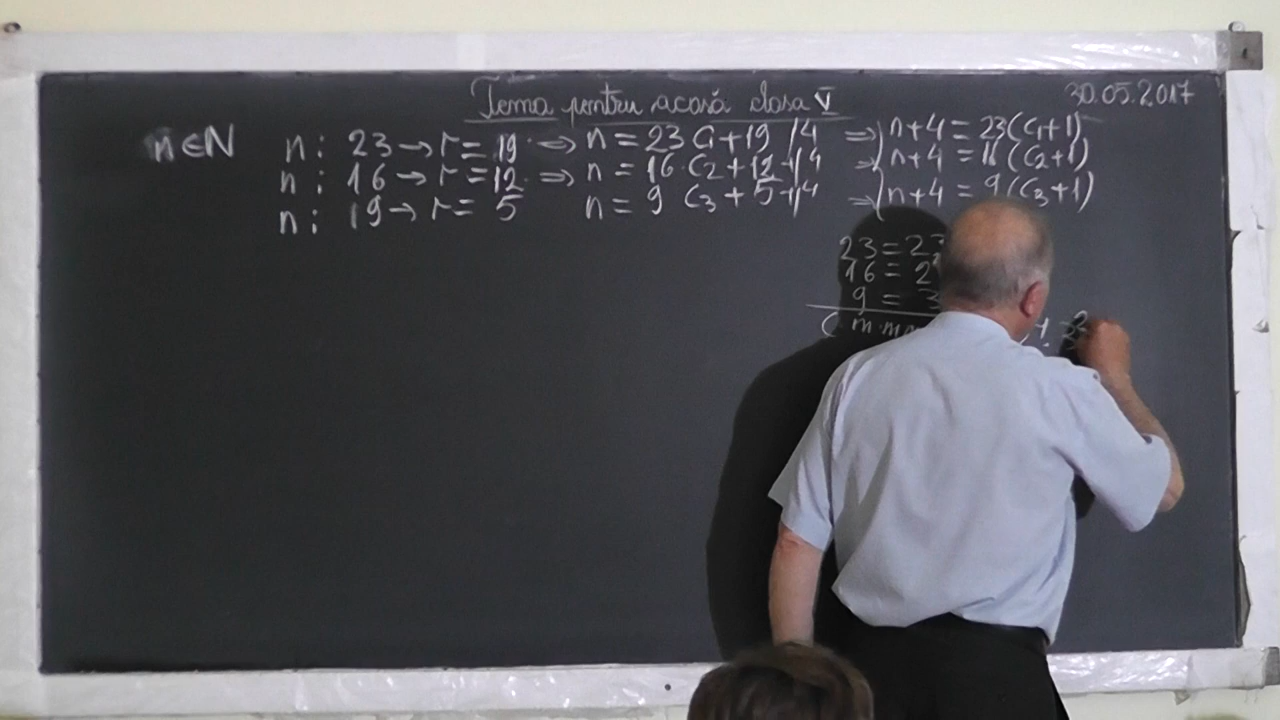 Tema pentru acasă clasa V
30.05.2017
n∈N n : 23 → r = 19 ⇒ n = 23 C1 + 19 /4 ⇒ n+4 = 23(C1+1)
n : 16 → r = 12 ⇒ n = 16·C2 + 12 +/4 ⇒ n+4 = 16(C2+1)
n : 19 → r = 5 n = 9 C3 + 5 +/4 ⇒ n+4 = 9(C3+1)
23 = 23
16 = 2
9 = 3
C m·m